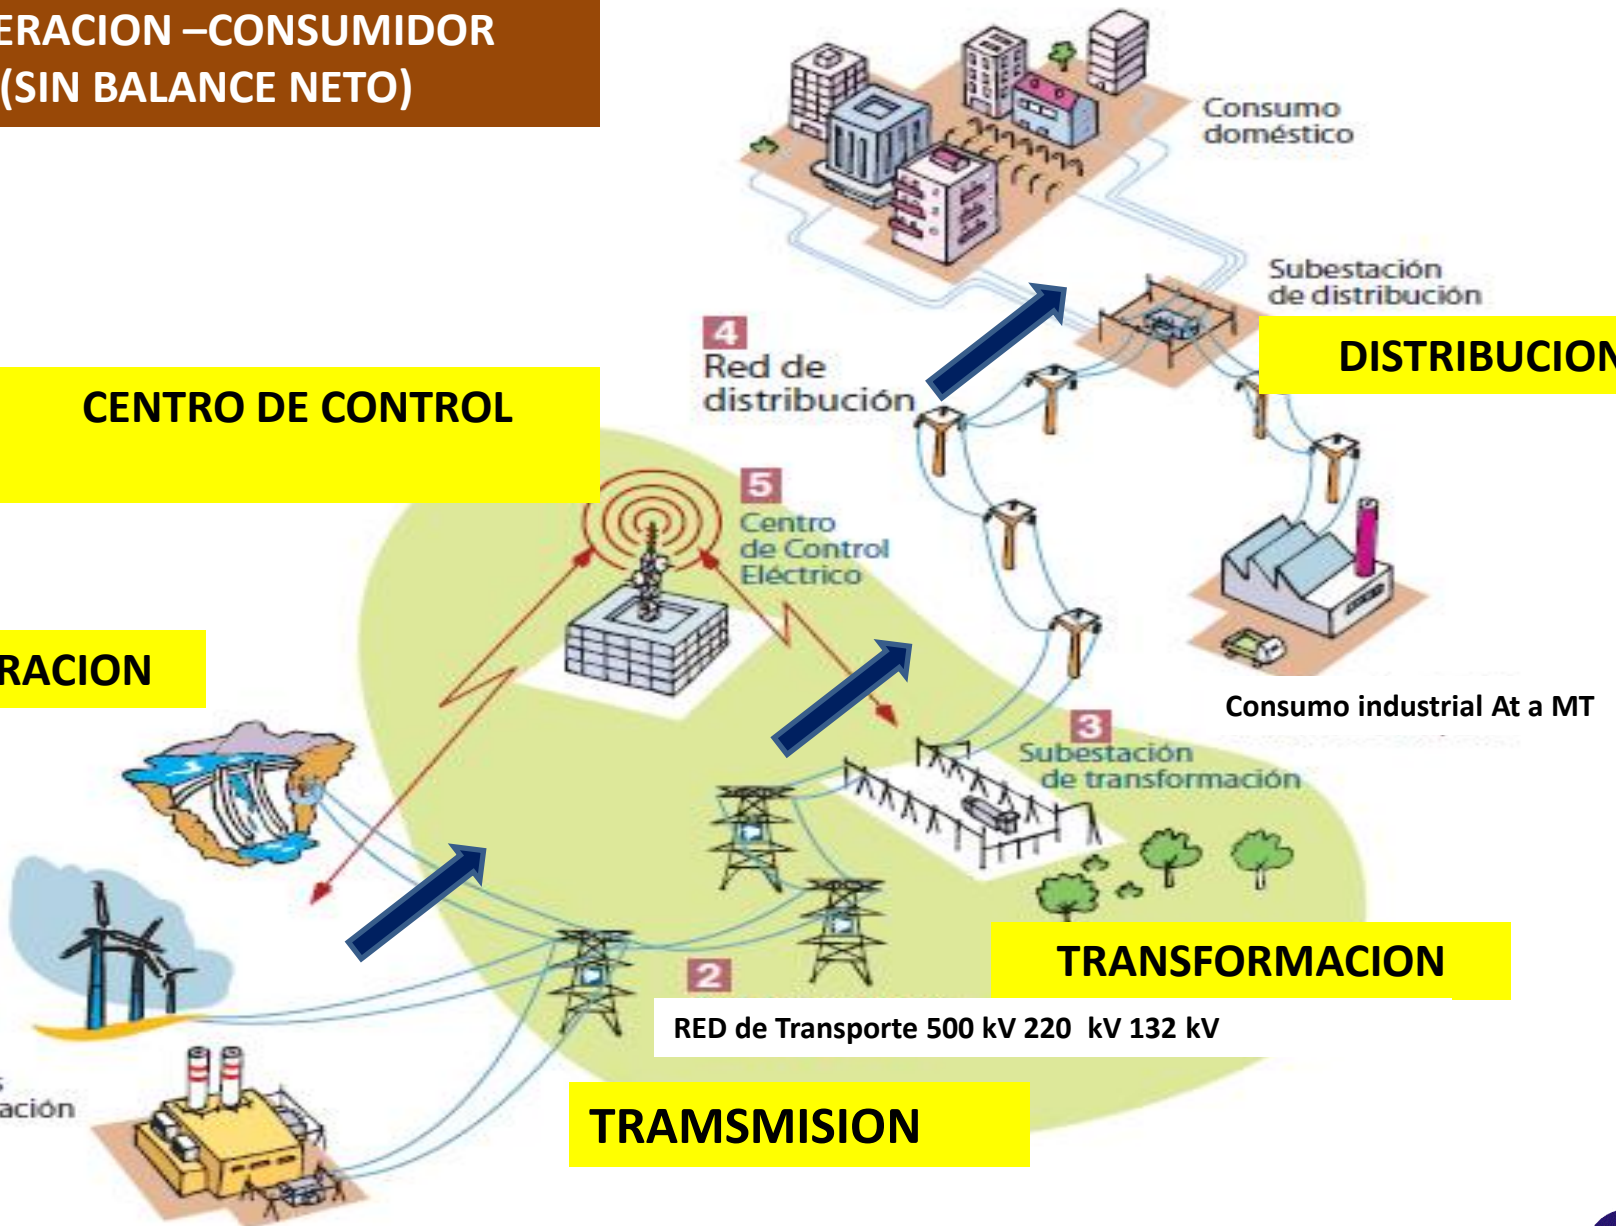 ERACION –CONSUMIDOR
(SIN BALANCE NETO)
Consumo
doméstico
Subestación
de distribución
DISTRIBUCION
4
Red de
distribución
CENTRO DE CONTROL
5
Centro
de Control
Eléctrico
RACION
Consumo industrial At a MT
3
Subestación
de transformación
TRANSFORMACION
2
RED de Transporte 500 kV 220 kV 132 kV
TRAMSMISION
s
ación